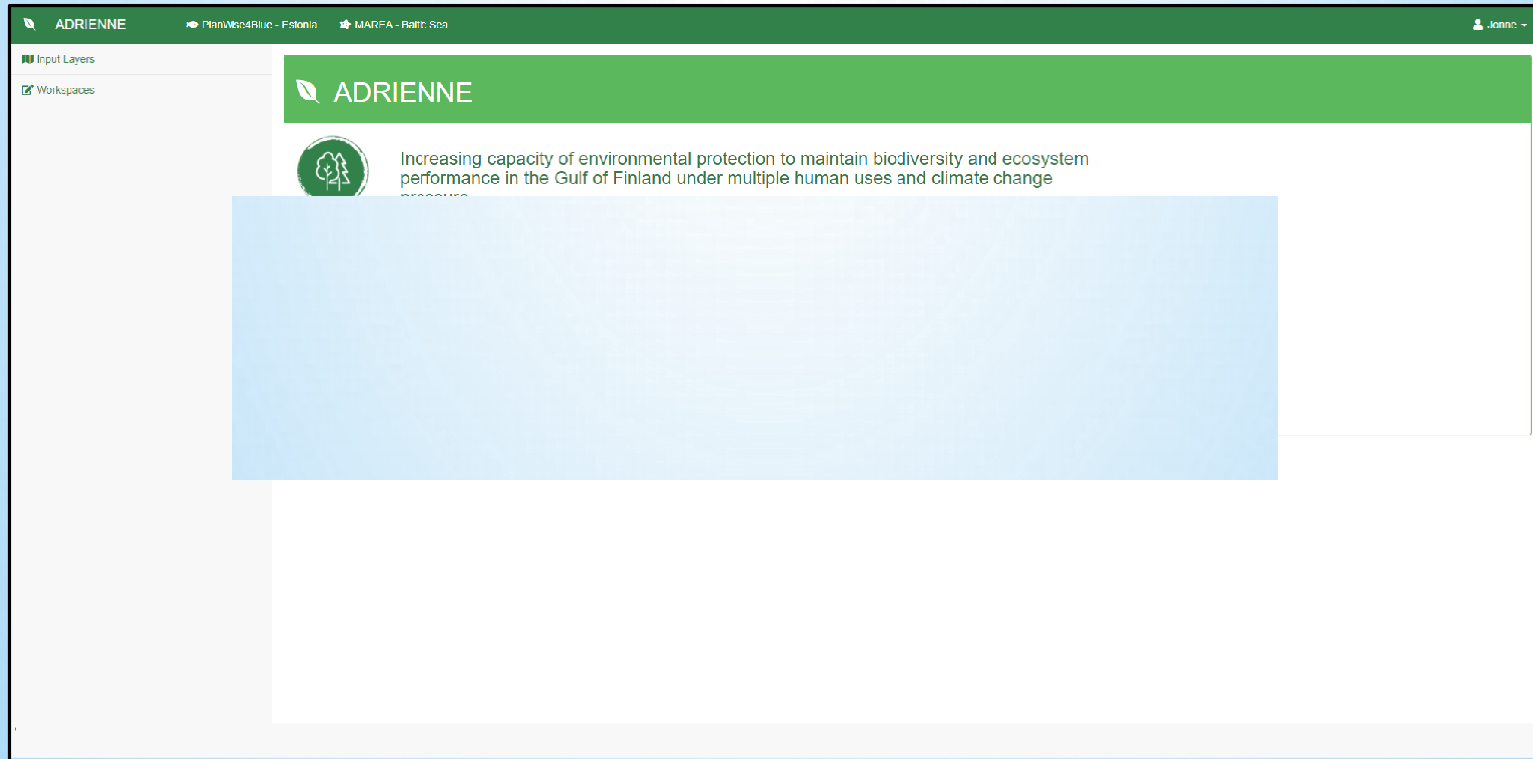 ADRIENNE
PlanWise4Blue - Estonia
MAREA - Baltic Sea
Jonne
Input Layers
Workspaces
ADRIENNE
Increasing capacity of environmental protection to maintain biodiversity and ecosystem
performance in the Gulf of Finland under multiple human uses and climate change